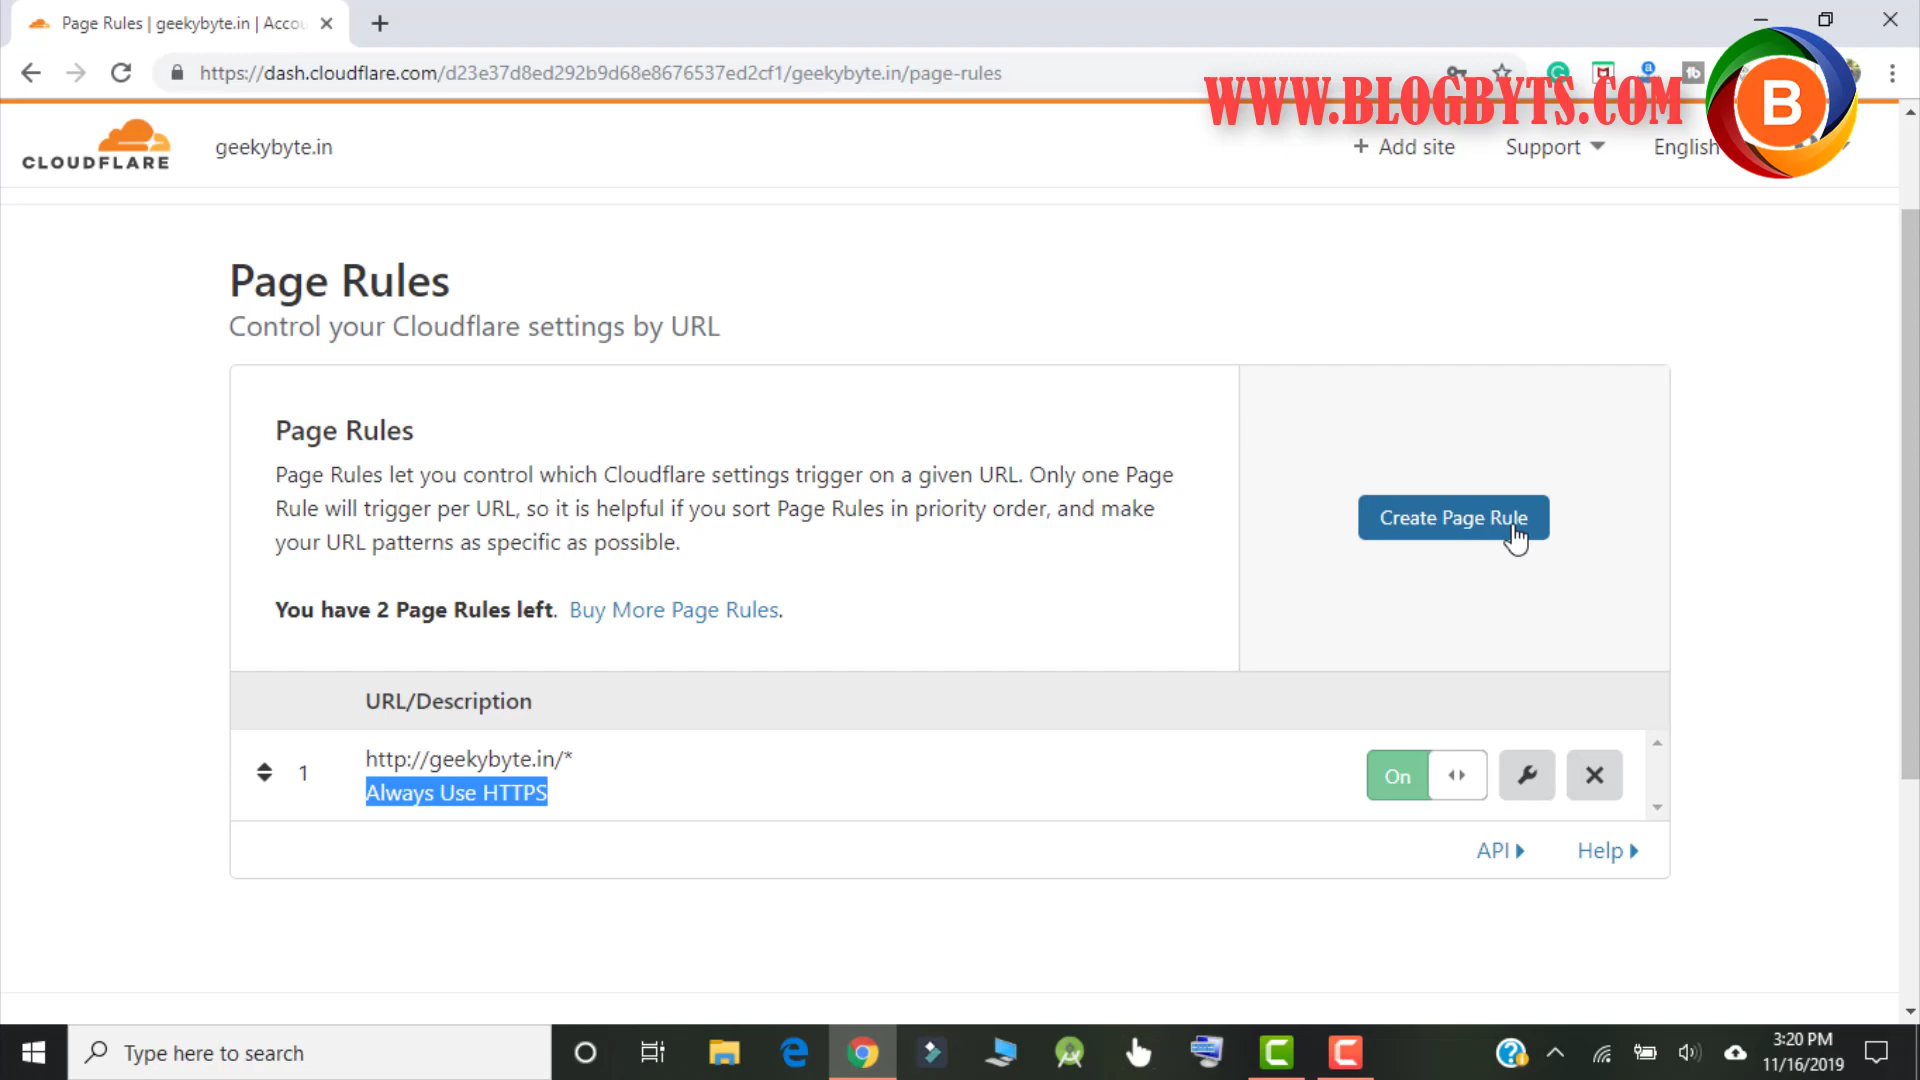 Page Rules | geekybyte.in | Accou
https://dash.cloudflare.com/d23e37d8ed292b9d68e8676537ed2cf1/geekybyte.in/page-rules
WWW.BLOGBYTS.COM
B
CLOUDFLARE
geekybyte.in
+ Add site
Support
English
Page Rules
Control your Cloudflare settings by URL
Page Rules
Page Rules let you control which Cloudflare settings trigger on a given URL. Only one Page
Rule will trigger per URL, so it is helpful if you sort Page Rules in priority order, and make
your URL patterns as specific as possible.
You have 2 Page Rules left. Buy More Page Rules.
Create Page Rule
URL/Description
1
http://geekybyte.in/*
Always Use HTTPS
On
API
Help
Type here to search
3:20 PM
11/16/2019